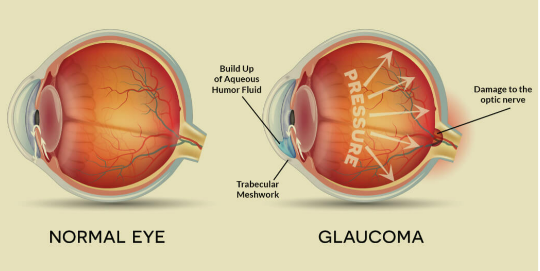 Build Up
of Aqueous
Humor Fluid
PRESSURE
Damage to the
optic nerve
Trabecular
Meshwork
NORMAL EYE
GLAUCOMA